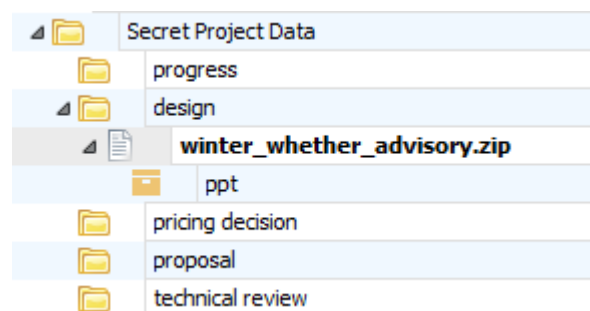 Secret Project Data
progress
design
winter_whether_advisory.zip
ppt
pricing decision
proposal
technical review